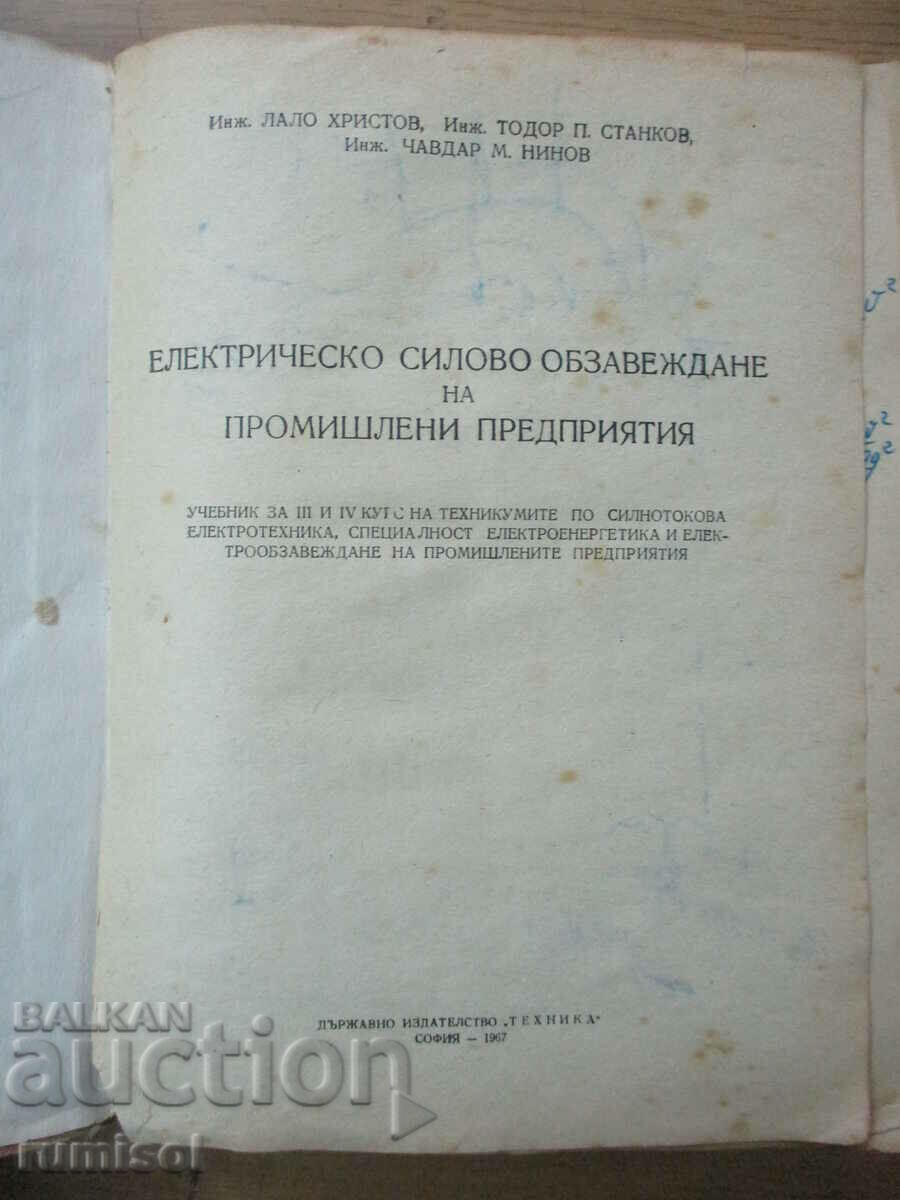 Инж. ЛАЛО ХРИСТОВ, Инж. ТОДОР П. СТАНКОВ,
Инж. ЧАВДАР М. НИНОВ
ЕЛЕКТРИЧЕСКО СИЛОВО ОБЗАВЕЖДАНЕ
НА
ПРОМИШЛЕНИ ПРЕДПРИЯТИЯ
УЧЕБНИК ЗА III И IV КУРС НА ТЕХНИКУМИТЕ ПО СИЛНОТОКОВА
ЕЛЕКТРОТЕХНИКА, СПЕЦИАЛНОСТ ЕЛЕКТРОЕНЕРГЕТИКА И ЕЛЕК-
ТРООБЗАВЕЖДАНЕ НА ПРОМИШЛЕНИТЕ ПРЕДПРИЯТИЯ
ДЪРЖАВНО ИЗДАТЕЛСТВО „ТЕХНИКА"
СОФИЯ — 1967
BALKAN
auction
rumisol